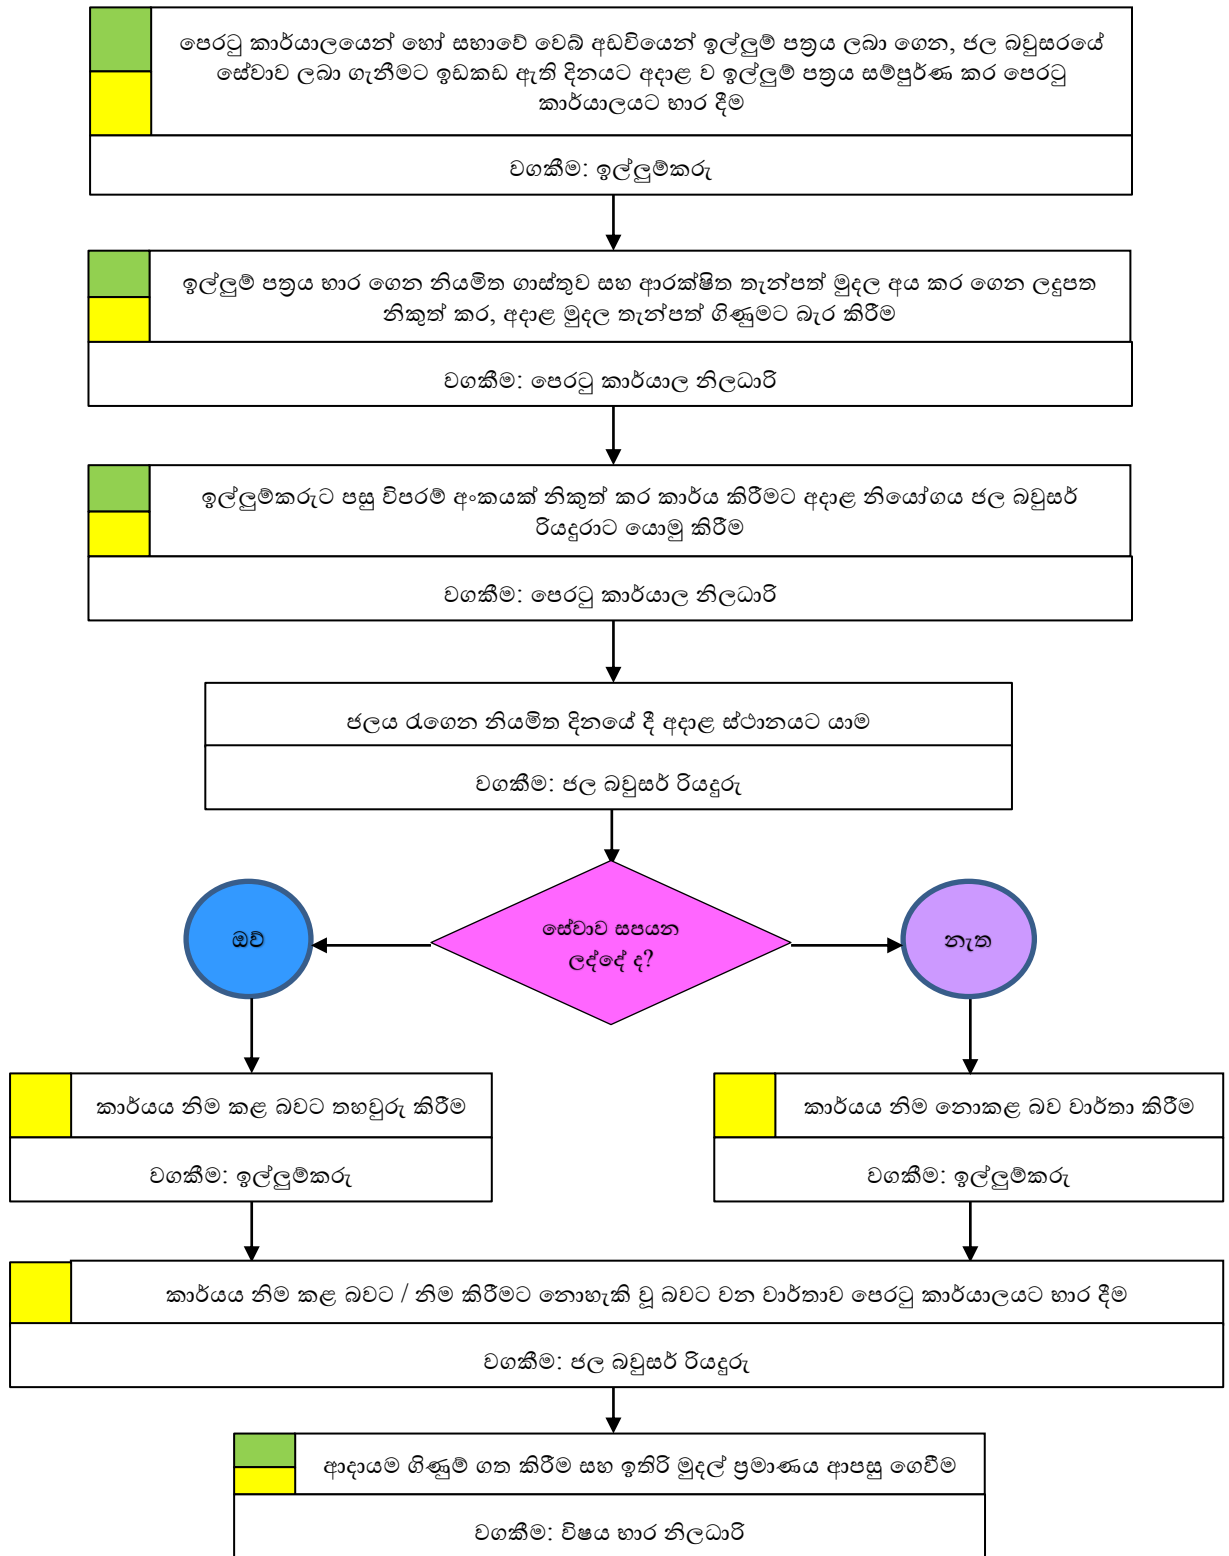 පෙරටු කාර්යාලයෙන් හෝ සභාවේ වෙබ් අඩවියෙන් ඉල්ලුම් පත්‍රය ලබා ගෙන, ජල බවුසරයේ
සේවාව ලබා ගැනීමට ඉඩකඩ ඇති දිනයට අදාළ ව ඉල්ලුම් පත්‍රය සම්පුර්ණ කර පෙරටු
කාර්යාලයට භාර දීම
වගකීම: ඉල්ලුම්කරු
ඉල්ලුම් පත්‍රය භාර ගෙන නියමිත ගාස්තුව සහ ආරක්ෂිත තැන්පත් මුදල අය කර ගෙන ලදුපත
නිකුත් කර, අදාළ මුදල තැන්පත් ගිණුමට බැර කිරීම
වගකීම: පෙරටු කාර්යාල නිලධාරි
ඉල්ලුම්කරුට පසු විපරම් අංකයක් නිකුත් කර කාර්ය කිරීමට අදාළ නියෝගය ජල බවුසර්
රියදුරාට යොමු කිරීම
වගකීම: පෙරටු කාර්යාල නිලධාරි
ජලය රැගෙන නියමිත දිනයේ දී අදාළ ස්ථානයට යාම
වගකීම: ජල බවුසර් රියදුරු
සේවාව සපයන
ලද්දේ ද?
ඔව්
නැත
කාර්යය නිම කළ බවට තහවුරු කිරීම
වගකීම: ඉල්ලුම්කරු
කාර්යය නිම නොකළ බව වාර්තා කිරීම
වගකීම: ඉල්ලුම්කරු
කාර්යය නිම කළ බවට / නිම කිරීමට නොහැකි වූ බවට වන වාර්තාව පෙරටු කාර්යාලයට භාර දීම
වගකීම: ජල බවුසර් රියදුරු
ආදායම ගිණුම් ගත කිරීම සහ ඉතිරි මුදල් ප්‍රමාණය ආපසු ගෙවීම
වගකීම: විෂය භාර නිලධාරි